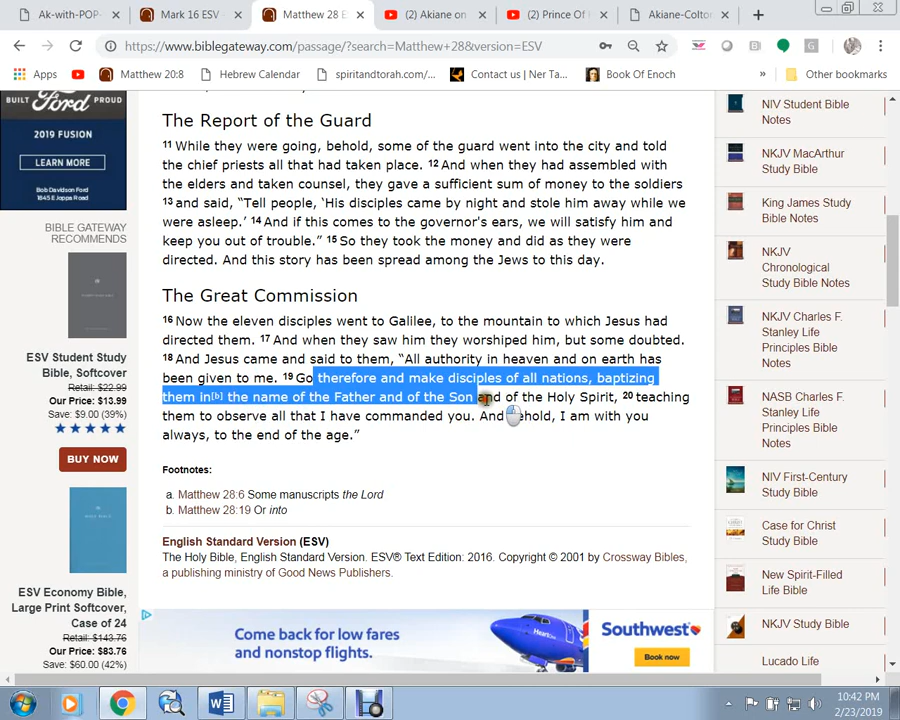 Ak-with-POP-
Mark 16 ESV -
Matthew 28 E
(2) Akiane on
(2) Prince Of
Akiane-Colto
https://www.biblegateway.com/passage/?search=Matthew+28&version=ESV
Apps
Matthew 20:8
Hebrew Calendar
spiritandtorah.com/...
Contact us | Ner Ta...
Book Of Enoch
»
Other bookmarks
BUILT Ford PROUD
2019 FUSION
LEARN MORE
Bob Davidson Ford
1845 E Joppa Road
BIBLE GATEWAY
RECOMMENDS
ESV Student Study
Bible, Softcover
Retail: $22.99
Our Price: $13.99
Save: $9.00 (39%)
BUY NOW
ESV Economy Bible,
Large Print Softcover,
Case of 24
Retail: $143.76
Our Price: $83.76
Save: $60.00 (42%)
The Report of the Guard
11 While they were going, behold, some of the guard went into the city and told
the chief priests all that had taken place. 12 And when they had assembled with
the elders and taken counsel, they gave a sufficient sum of money to the soldiers
13 and said, “Tell people, ‘His disciples came by night and stole him away while we
were asleep.’ 14 And if this comes to the governor's ears, we will satisfy him and
keep you out of trouble.” 15 So they took the money and did as they were
directed. And this story has been spread among the Jews to this day.
The Great Commission
16 Now the eleven disciples went to Galilee, to the mountain to which Jesus had
directed them. 17 And when they saw him they worshiped him, but some doubted.
18 And Jesus came and said to them, “All authority in heaven and on earth has
been given to me. 19 Go therefore and make disciples of all nations, baptizing
them in[b] the name of the Father and of the Son and of the Holy Spirit, 20 teaching
them to observe all that I have commanded you. And behold, I am with you
always, to the end of the age.”
Footnotes:
a. Matthew 28:6 Some manuscripts the Lord
b. Matthew 28:19 Or into
English Standard Version (ESV)
The Holy Bible, English Standard Version. ESV® Text Edition: 2016. Copyright © 2001 by Crossway Bibles,
a publishing ministry of Good News Publishers.
Come back for low fares
and nonstop flights.
Heart
Southwest
Book now
NIV Student Bible
Notes
NKJV MacArthur
Study Bible
King James Study
Bible Notes
NKJV
Chronological
Study Bible
NKJV Charles F.
Stanley Life
Principles Bible
Notes
NASB Charles F.
Stanley Life
Principles Bible
Notes
NIV First-Century
Study Bible
Case for Christ
Study Bible
New Spirit-Filled
Life Bible
NKJV Study Bible
Lucado Life
10:42 PM
2/23/2019